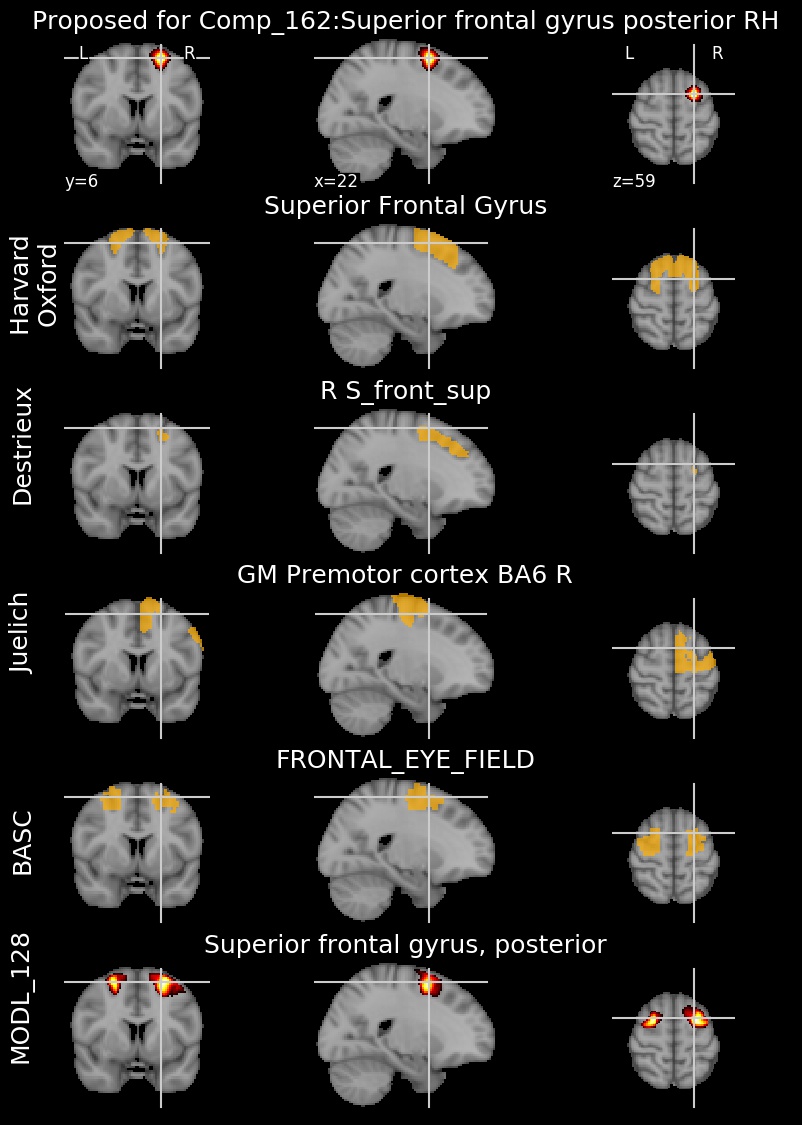 Proposed for Comp_162:Superior frontal gyrus posterior RH
L R
L R
y=6
x=22
z=59
Superior Frontal Gyrus
Harvard
Oxford
R S_front_sup
Destrieux
GM Premotor cortex BA6 R
Juelich
FRONTAL_EYE_FIELD
BASC
Superior frontal gyrus, posterior
MODL_128